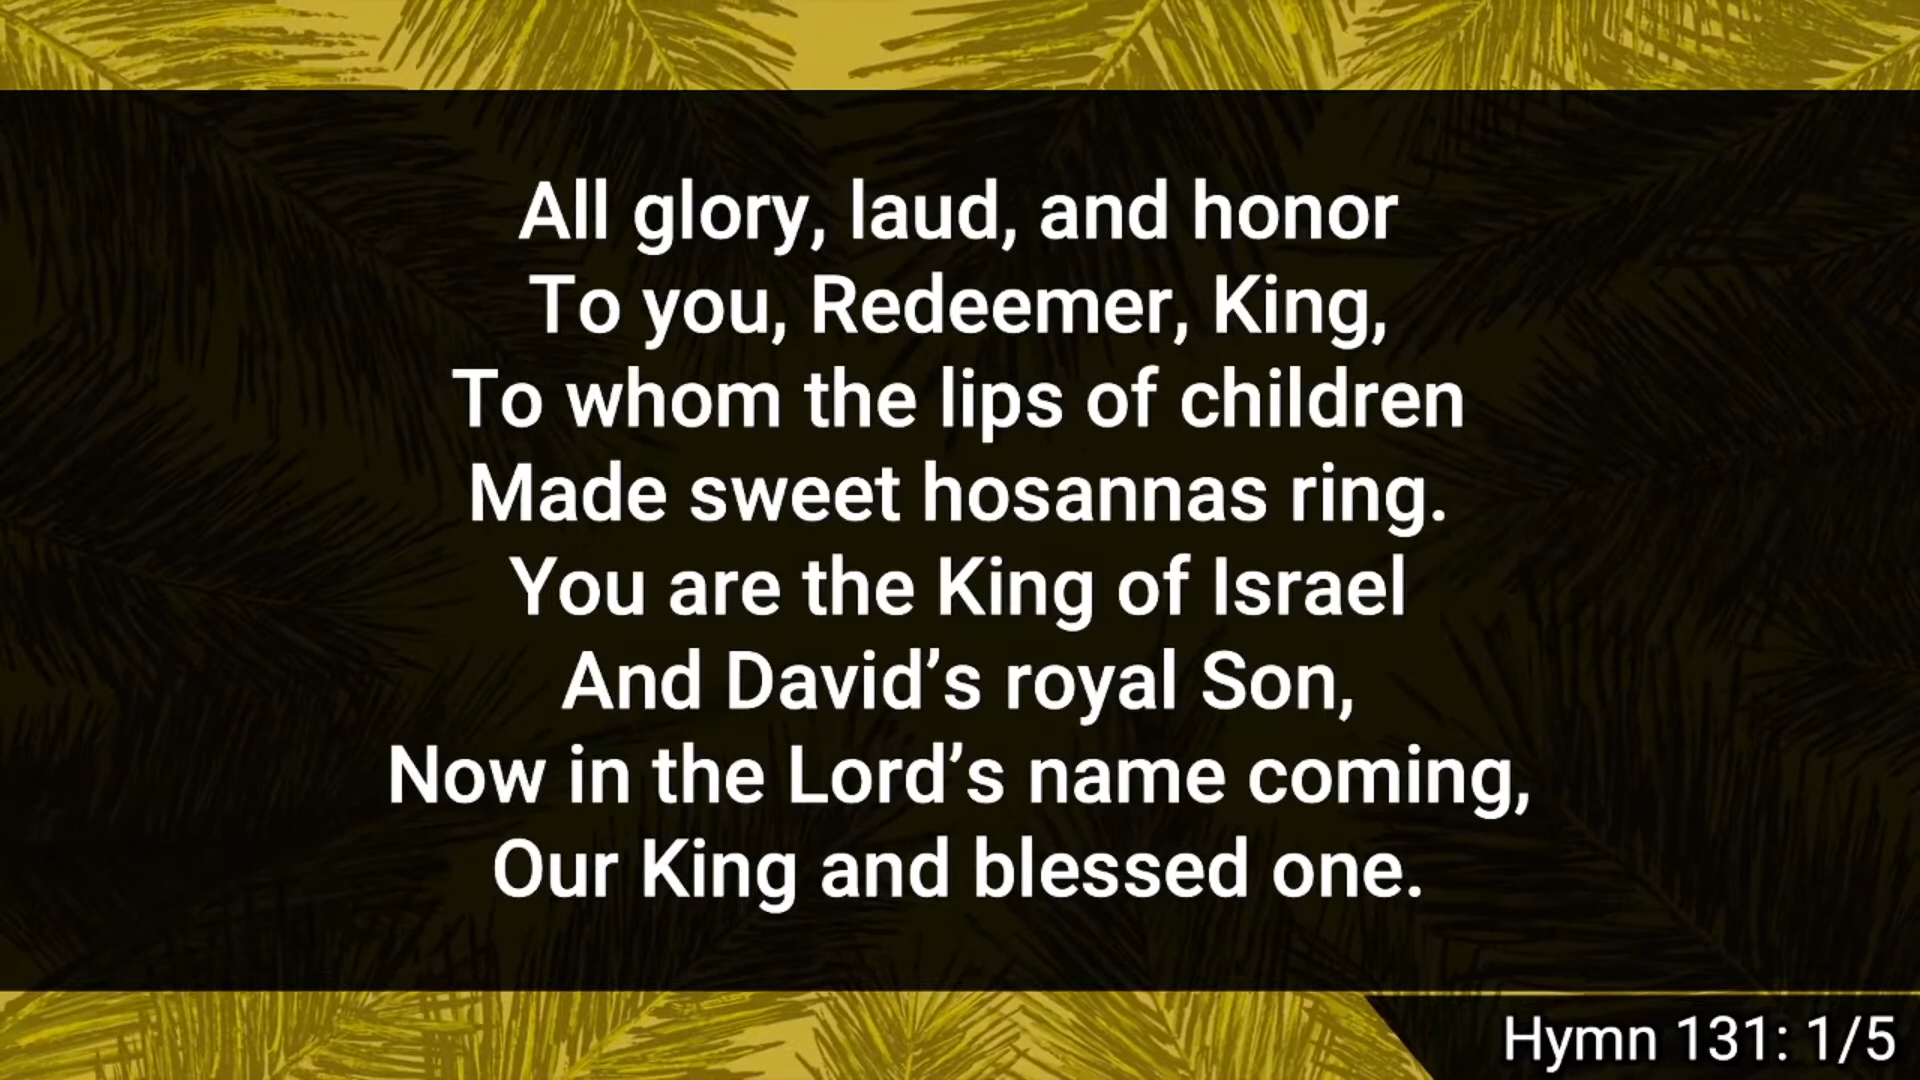 All glory, laud, and honor
To you, Redeemer, King,
To whom the lips of children
Made sweet hosannas ring.
You are the King of Israel
And David’s royal Son,
Now in the Lord’s name coming,
Our King and blessed one.
Hymn 131: 1/5